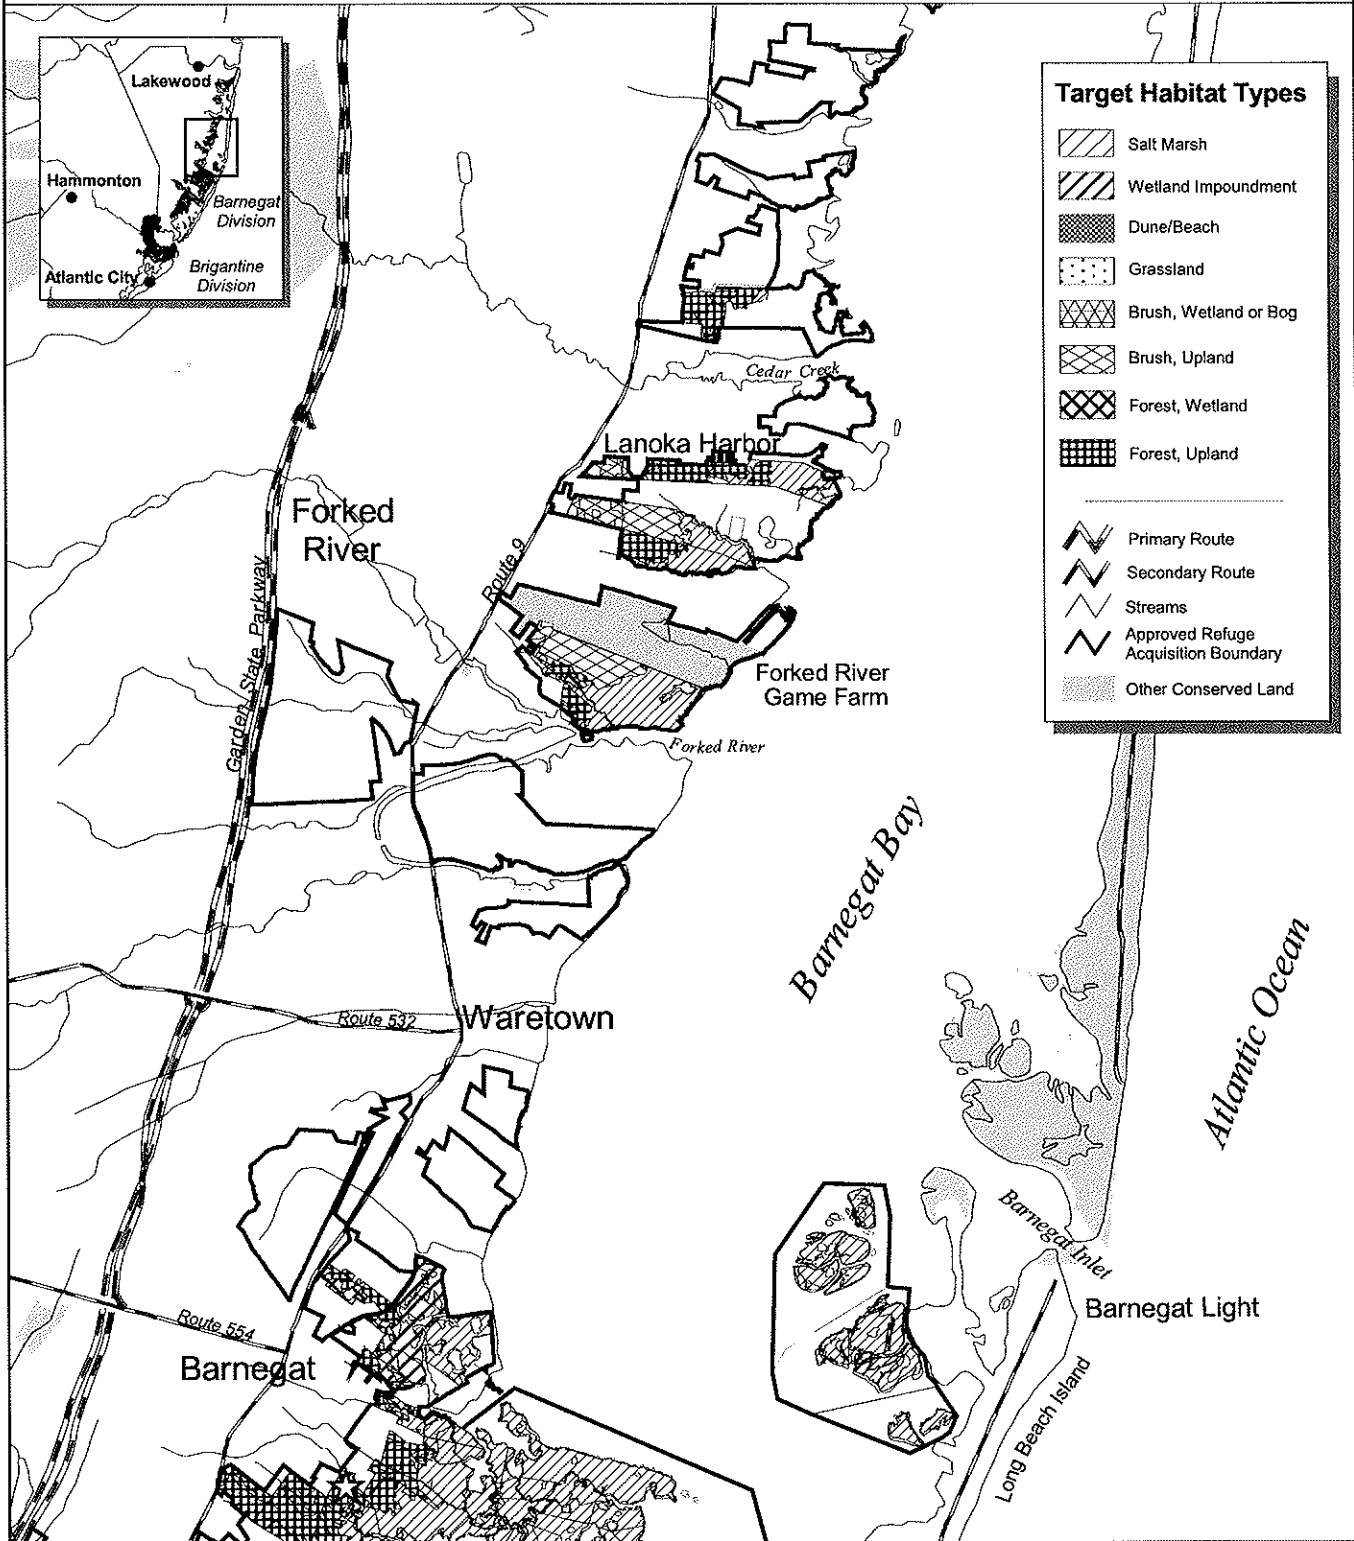 Lakewood
Hammonton
Barnegat
Division
Atlantic City
Brigantine
Division
Target Habitat Types
Salt Marsh
Wetland Impoundment
Dune/Beach
Grassland
Brush, Wetland or Bog
Brush, Upland
Forest, Wetland
Forest, Upland
Primary Route
Secondary Route
Streams
Approved Refuge
Acquisition Boundary
Other Conserved Land
Cedar Creek
Lanoka Harbor
Forked
River
Route 9
Garden State Parkway
Forked River
Game Farm
Forked River
Barnegat Bay
Atlantic Ocean
Route 532
Waretown
Barnegat Inlet
Barnegat Light
Route 554
Barnegat
Long Beach Island